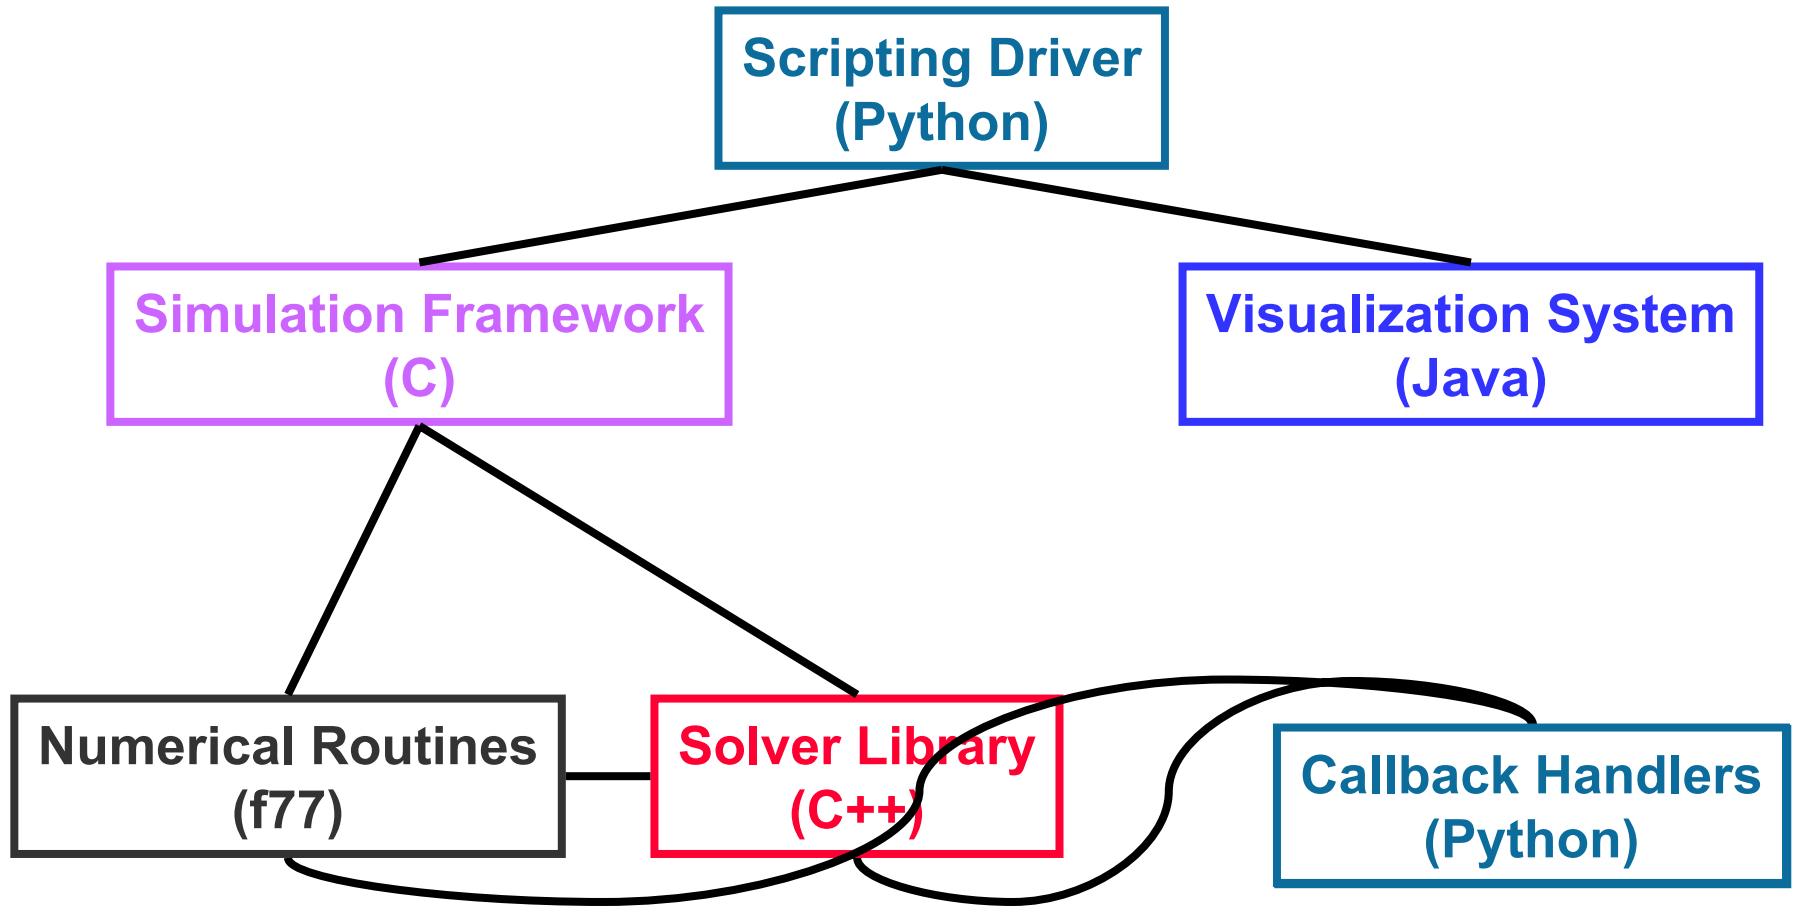 Scripting Driver
(Python)
Simulation Framework
(C)
Visualization System
(Java)
Numerical Routines
(f77)
Solver Library
(C++)
Callback Handlers
(Python)